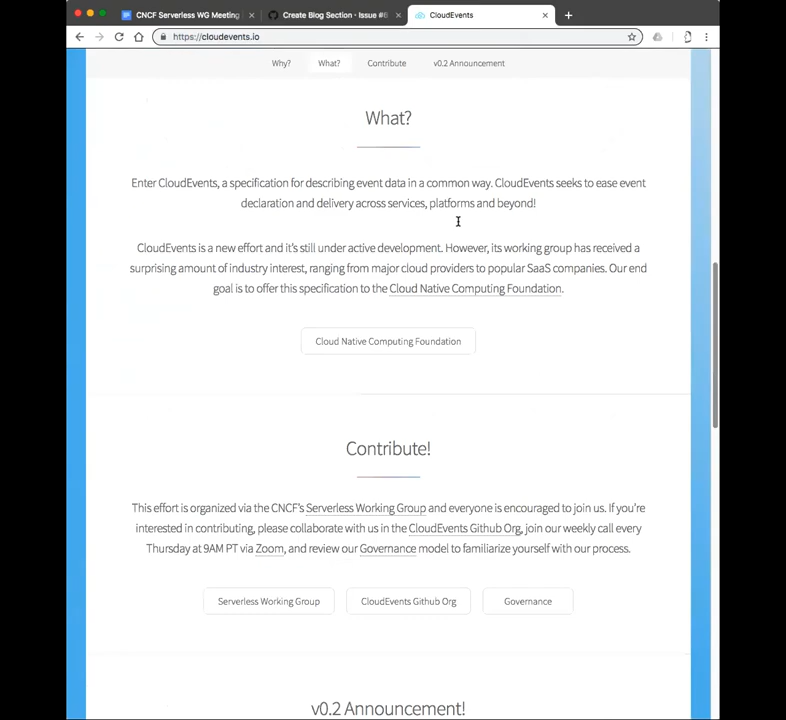 CNCF Serverless WG Meeting
Create Blog Section · Issue #8
CloudEvents
https://cloudevents.io
Why?
What?
Contribute
v0.2 Announcement
What?
Enter CloudEvents, a specification for describing event data in a common way. CloudEvents seeks to ease event
declaration and delivery across services, platforms and beyond!
CloudEvents is a new effort and it's still under active development. However, its working group has received a
surprising amount of industry interest, ranging from major cloud providers to popular SaaS companies. Our end
goal is to offer this specification to the Cloud Native Computing Foundation.
Cloud Native Computing Foundation
Contribute!
This effort is organized via the CNCF's Serverless Working Group and everyone is encouraged to join us. If you're
interested in contributing, please collaborate with us in the CloudEvents Github Org, join our weekly call every
Thursday at 9AM PT via Zoom, and review our Governance model to familiarize yourself with our process.
Serverless Working Group
CloudEvents Github Org
Governance
v0.2 Announcement!